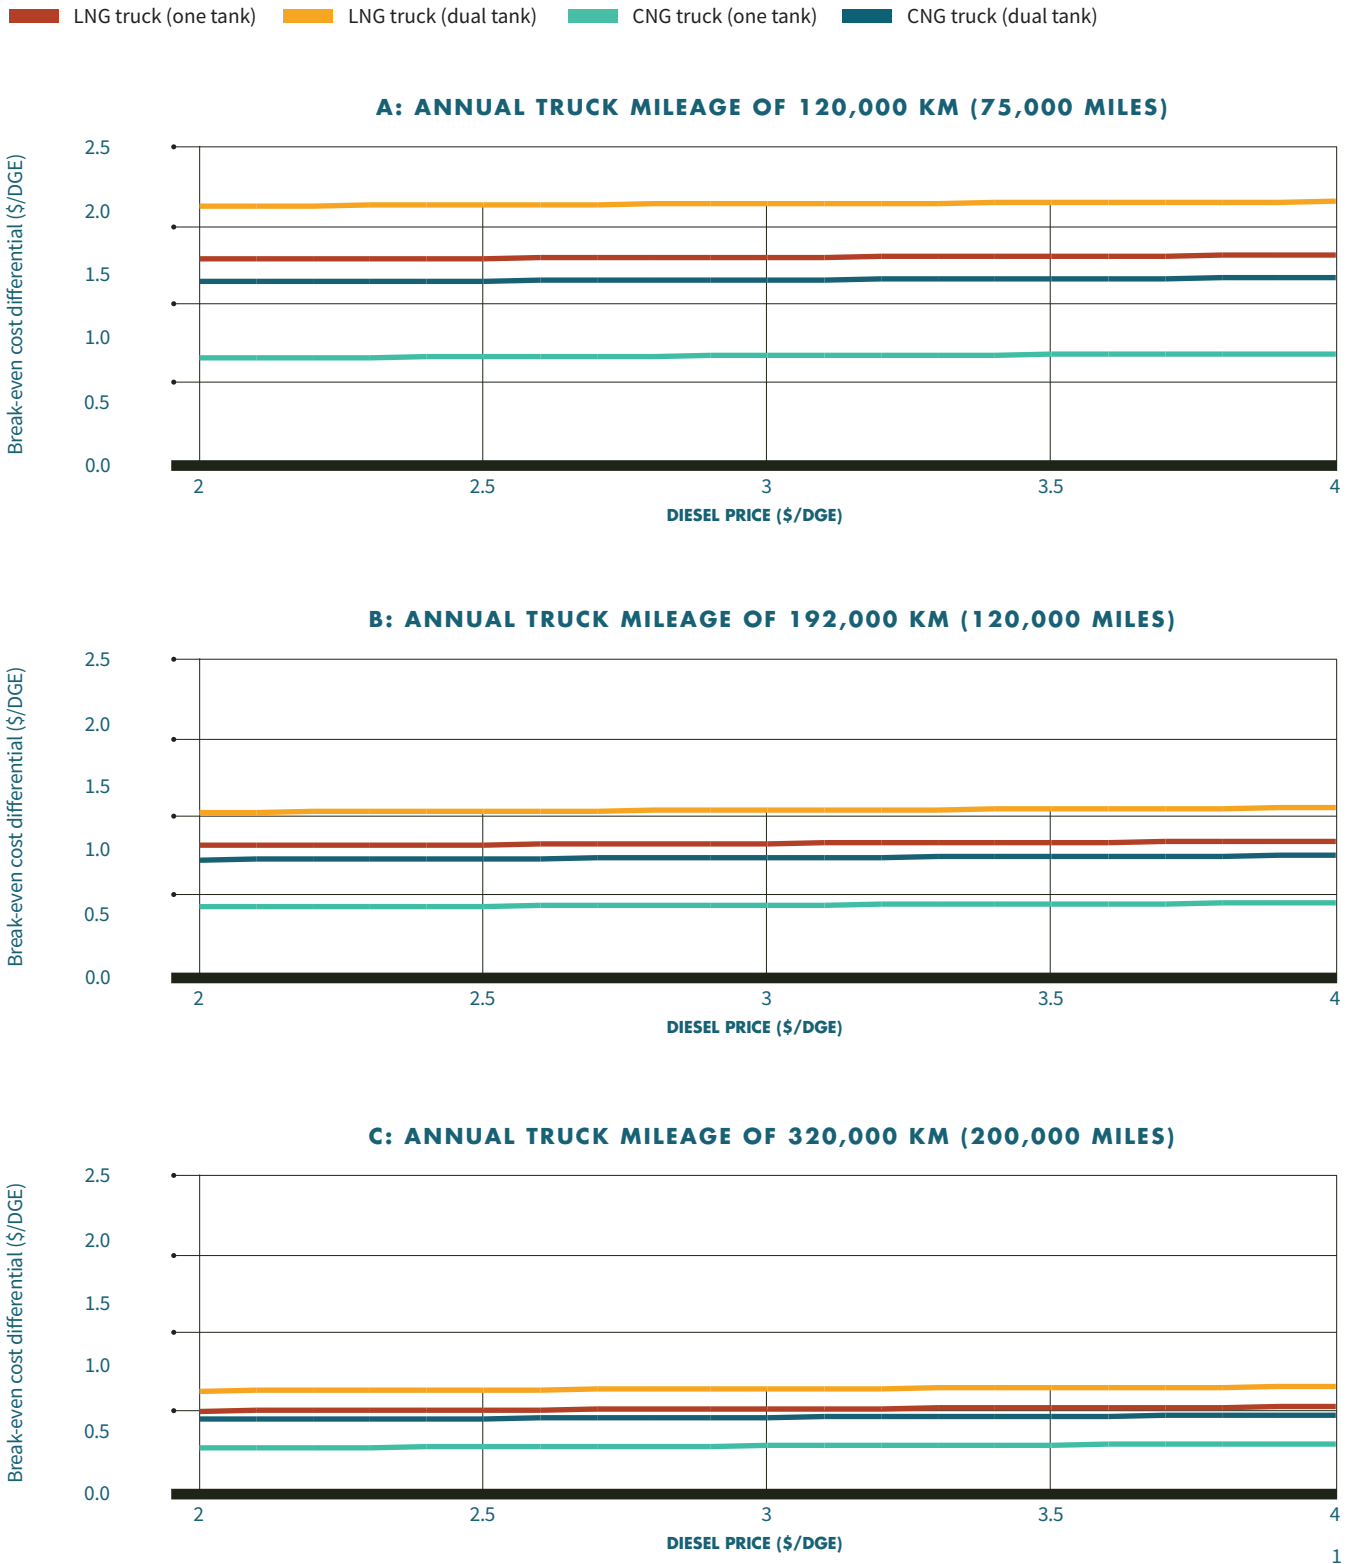 LNG truck (one tank) LNG truck (dual tank) CNG truck (one tank) CNG truck (dual tank)
A: ANNUAL TRUCK MILEAGE OF 120,000 KM (75,000 MILES)
Break-even cost differential ($/DGE)
2.5
2.0
1.5
1.0
0.5
0.0
2 2.5 3 3.5 4
DIESEL PRICE ($/DGE)
B: ANNUAL TRUCK MILEAGE OF 192,000 KM (120,000 MILES)
Break-even cost differential ($/DGE)
2.5
2.0
1.5
1.0
0.5
0.0
2 2.5 3 3.5 4
DIESEL PRICE ($/DGE)
C: ANNUAL TRUCK MILEAGE OF 320,000 KM (200,000 MILES)
Break-even cost differential ($/DGE)
2.5
2.0
1.5
1.0
0.5
0.0
2 2.5 3 3.5 4
DIESEL PRICE ($/DGE)
1